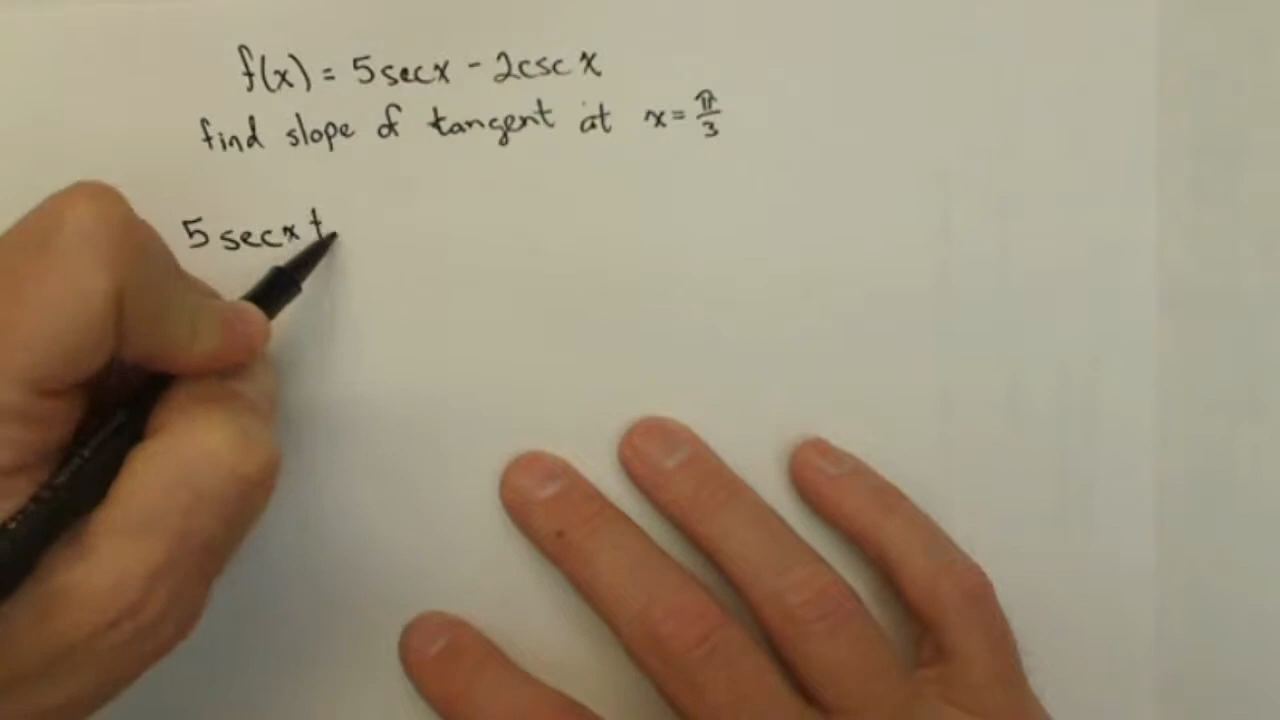 f(x) = 5secx - 2cscx
find slope of tangent at x = π/3
5 secx t